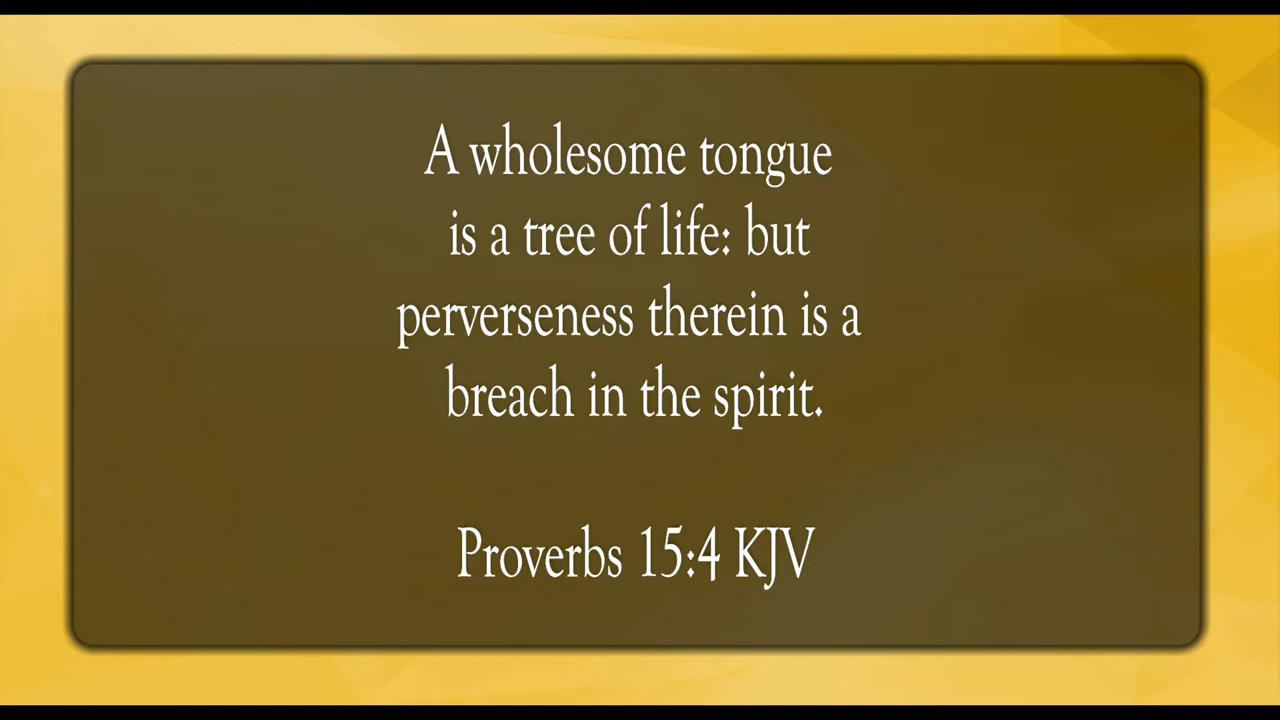 A wholesome tongue
is a tree of life: but
perverseness therein is a
breach in the spirit.
Proverbs 15:4 KJV